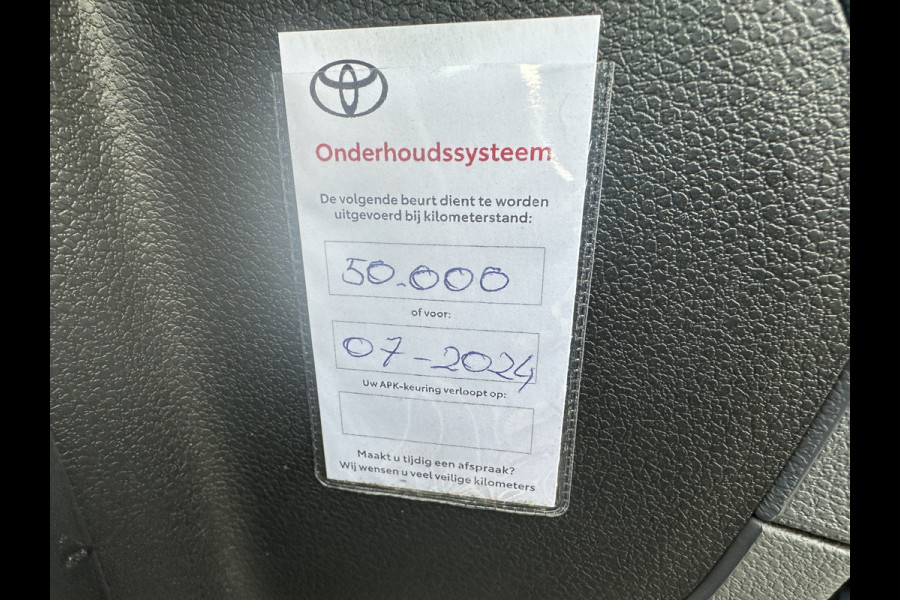 Onderhoudssysteem
De volgende beurt dient te worden
uitgevoerd bij kilometerstand:
50.000
of voor:
07-2024
Uw APK-keuring verloopt op:
Maakt u tijdig een afspraak?
Wij wensen u veel veilige kilometers